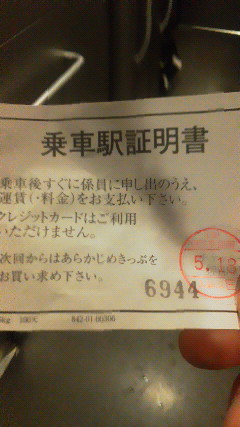 乗車駅証明書
乗車後すぐに係員に申し出のうえ、
運賃(・料金)をお支払い下さい。
クレジットカードはご利用
いただけません。
次回からはあらかじめきっぷを
お買い求め下さい。
5.
6944